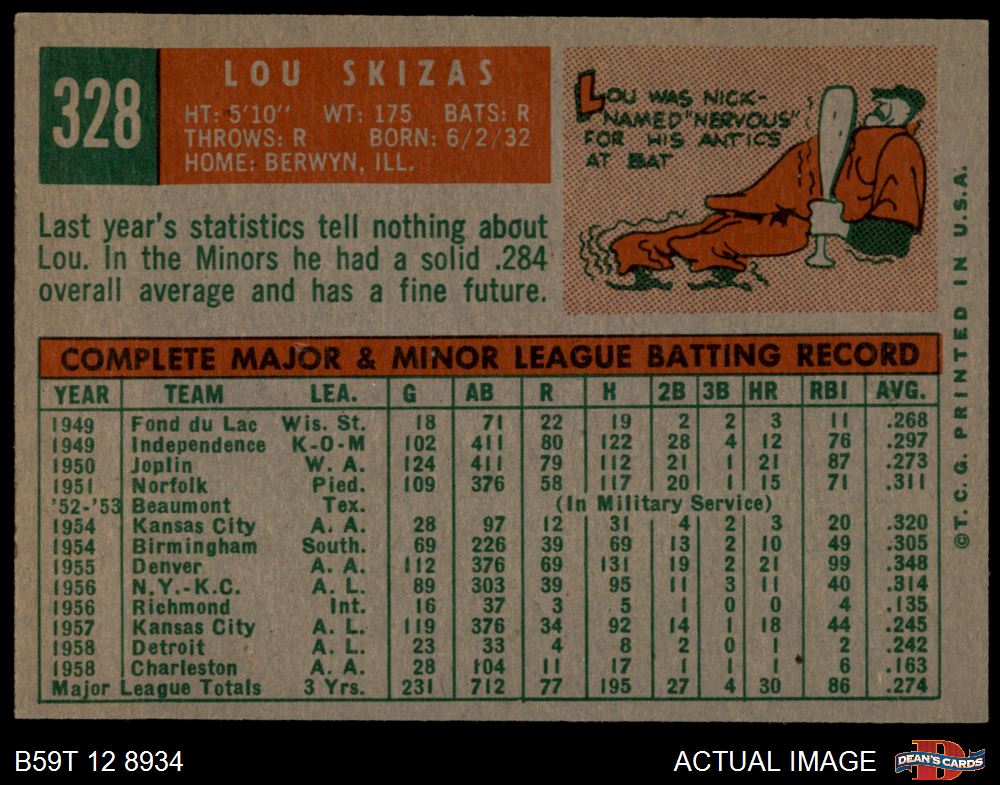 328
LOU SKIZAS
HT: 5'10" WT: 175 BATS: R
THROWS: R BORN: 6/2/32
HOME: BERWYN, ILL.
LOU WAS NICK-
NAMED "NERVOUS"
FOR HIS ANTICS
AT BAT
Last year's statistics tell nothing about
Lou. In the Minors he had a solid .284
overall average and has a fine future.
COMPLETE MAJOR & MINOR LEAGUE BATTING RECORD
YEAR TEAM LEA. G AB R H 2B 3B HR RBI AVG.
1949 Fond du Lac Wis. St. 18 71 22 19 2 2 3 11 .268
1949 Independence K-O-M 102 411 80 122 28 4 12 76 .297
1950 Joplin W. A. 124 411 79 112 21 1 21 87 .273
1951 Norfolk Pied. 109 376 58 117 20 1 15 71 .311
'52-'53 Beaumont Tex. (In Military Service)
1954 Kansas City A. A. 28 97 12 31 4 2 3 20 .320
1954 Birmingham South. 69 226 39 69 13 2 10 49 .305
1955 Denver A. A. 112 376 69 131 19 2 21 99 .348
1956 N.Y.-K.C. A. L. 89 303 39 95 11 3 11 40 .314
1956 Richmond Int. 16 37 3 5 1 0 0 4 .135
1957 Kansas City A. L. 119 376 34 92 14 1 18 44 .245
1958 Detroit A. L. 23 33 4 8 2 0 1 2 .242
1958 Charleston A. A. 28 104 11 17 1 1 1 6 .163
Major League Totals 3 Yrs. 231 712 77 195 27 4 30 86 .274
©T. C. G. PRINTED IN U.S.A.
B59T 12 8934
ACTUAL IMAGE
D
DEAN'S CARDS